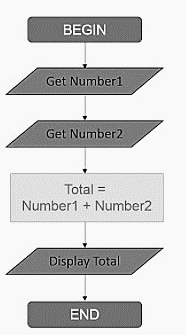 BEGIN
Get Number1
Get Number2
Total =
Number1 + Number2
Display Total
END